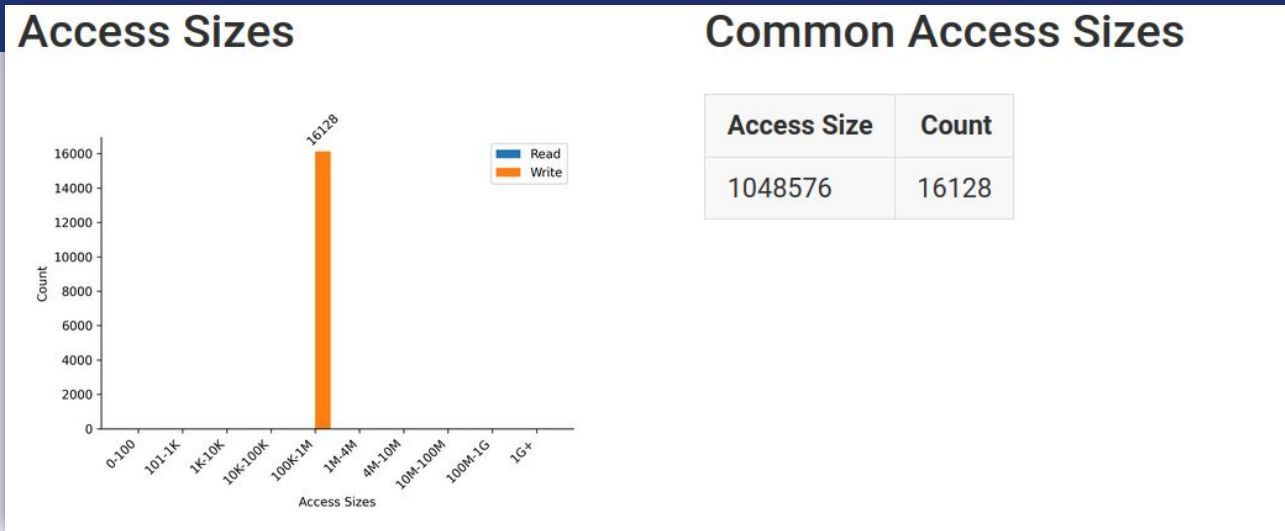 Access Sizes
16128
16000
14000
12000
10000
8000
6000
4000
2000
0
Count
Read
Write
0-100
101-1K
1K-10K
10K-100K
100K-1M
1M-4M
4M-10M
10M-100M
100M-1G
1G+
Access Sizes
Common Access Sizes
Access Size Count
1048576 16128